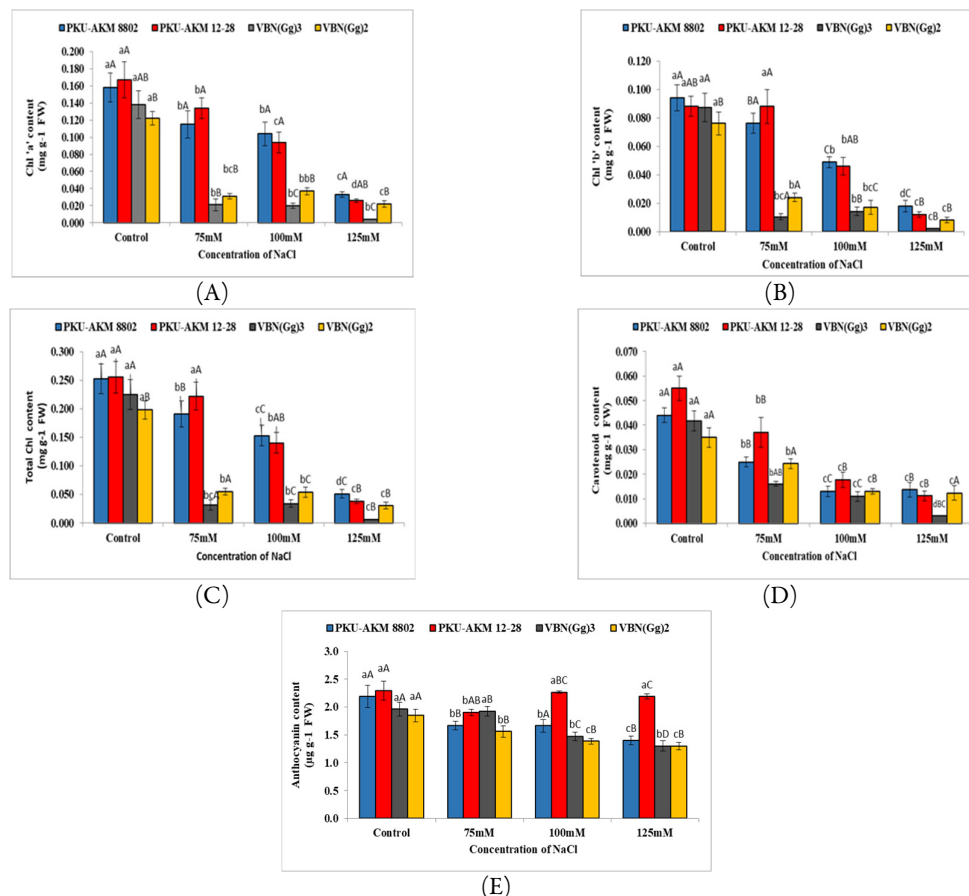 PKU-AKM 8802 PKU-AKM 12-28 VBN(Gg)3 VBN(Gg)2
Chl 'a' content
(mg g-1 FW)
0.200
0.180
0.160
0.140
0.120
0.100
0.080
0.060
0.040
0.020
0.000
aA aA aAB aB
bA aA bB bcB
bA cA bC bbB
cA dAB bC cB
Control 75mM 100mM 125mM
Concentration of NaCl
(A)
PKU-AKM 8802 PKU-AKM 12-28 VBN(Gg)3 VBN(Gg)2
Chl 'b' content
(mg g-1 FW)
0.120
0.100
0.080
0.060
0.040
0.020
0.000
aA aAB aA aB
BA aA bcA bA
Cb bAB bB bcC
dC cB cB cB
Control 75mM 100mM 125mM
Concentration of NaCl
(B)
PKU-AKM 8802 PKU-AKM 12-28 VBN(Gg)3 VBN(Gg)2
Total Chl content
(mg g-1 FW)
0.300
0.250
0.200
0.150
0.100
0.050
0.000
aA aA aA aB
bB aA bcA bA
cC bAB bC bC
dC cB cB cB
Control 75mM 100mM 125mM
Concentration of NaCl
(C)
PKU-AKM 8802 PKU-AKM 12-28 VBN(Gg)3 VBN(Gg)2
Carotenoid content
(mg g-1 FW)
0.070
0.060
0.050
0.040
0.030
0.020
0.010
0.000
aA aA aA aA
bB bB bAB bA
cC cB cC cB
cB cB dBC cA
Control 75mM 100mM 125mM
Concentration of NaCl
(D)
PKU-AKM 8802 PKU-AKM 12-28 VBN(Gg)3 VBN(Gg)2
Anthocyanin content
(µg g-1 FW)
3.0
2.5
2.0
1.5
1.0
0.5
0.0
aA aA aA aA
bB bAB aB bB
bA aBC bC cB
cB aC bD cB
Control 75mM 100mM 125mM
Concentration of NaCl
(E)